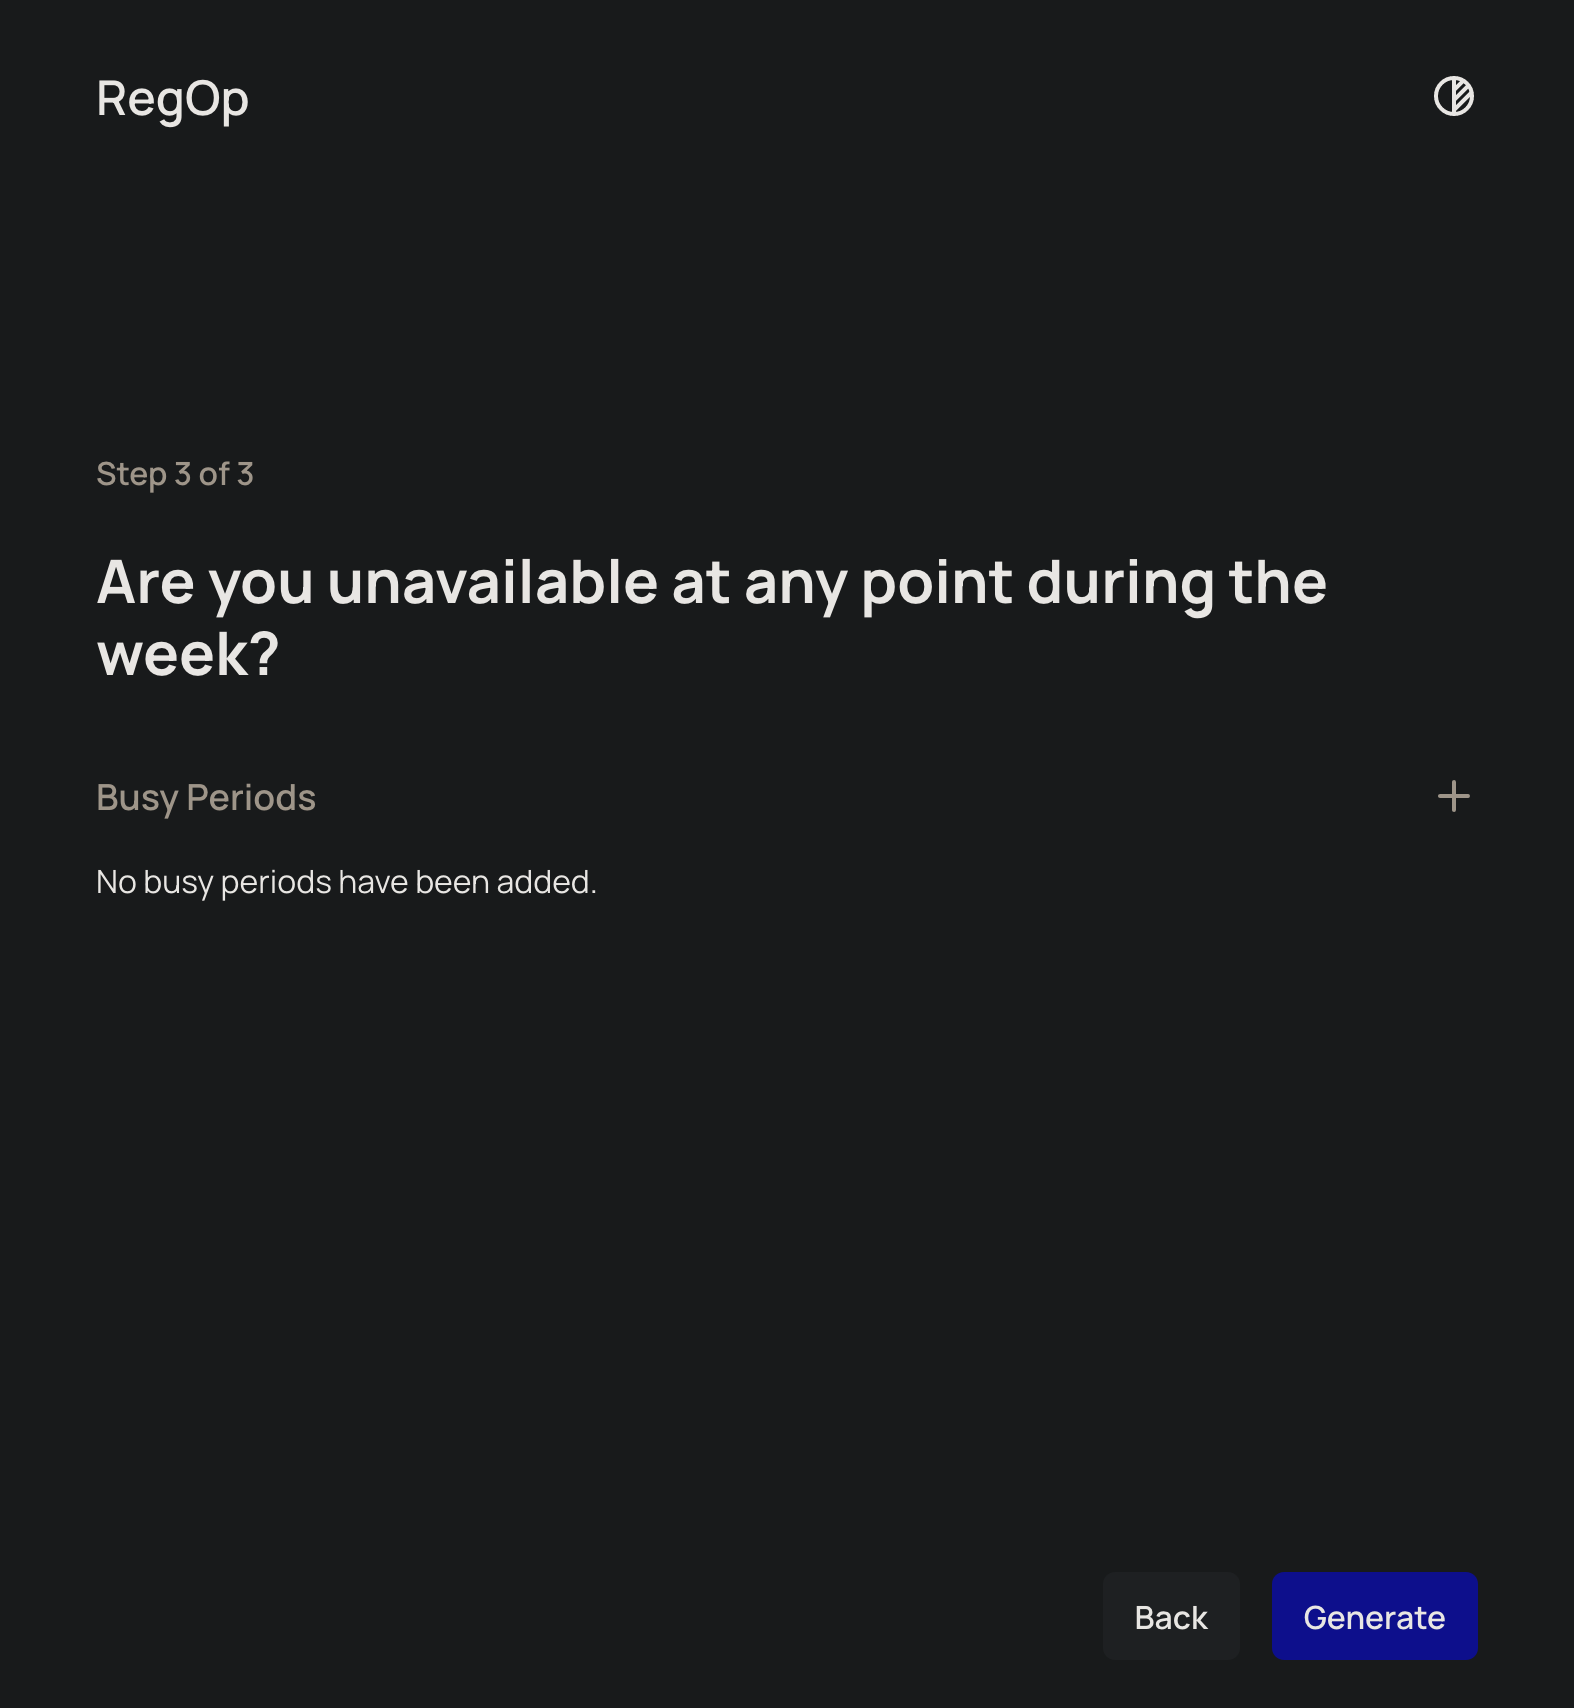 RegOp
Step 3 of 3
Are you unavailable at any point during the
week?
Busy Periods
No busy periods have been added.
Back
Generate